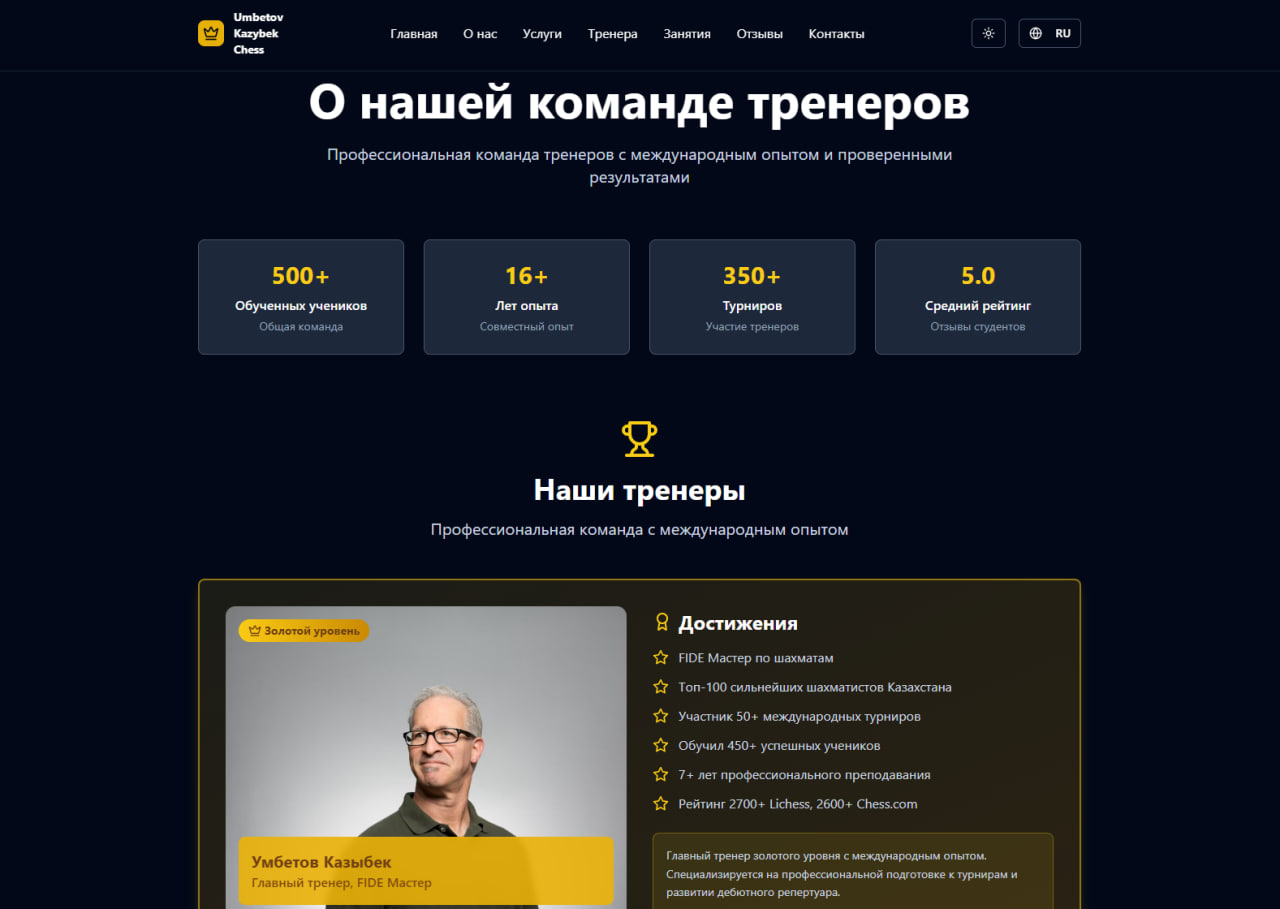 Umbetov
Kazybek
Chess
Главная О нас Услуги Тренера Занятия Отзывы Контакты
RU
О нашей команде тренеров
Профессиональная команда тренеров с международным опытом и проверенными
результатами
500+
Обученных учеников
Общая команда
16+
Лет опыта
Совместный опыт
350+
Турниров
Участие тренеров
5.0
Средний рейтинг
Отзывы студентов
Наши тренеры
Профессиональная команда с международным опытом
Золотой уровень
Умбетов Казыбек
Главный тренер, FIDE Мастер
Достижения
FIDE Мастер по шахматам
Топ-100 сильнейших шахматистов Казахстана
Участник 50+ международных турниров
Обучил 450+ успешных учеников
7+ лет профессионального преподавания
Рейтинг 2700+ Lichess, 2600+ Chess.com
Главный тренер золотого уровня с международным опытом.
Специализируется на профессиональной подготовке к турнирам и
развитии дебютного репертуара.